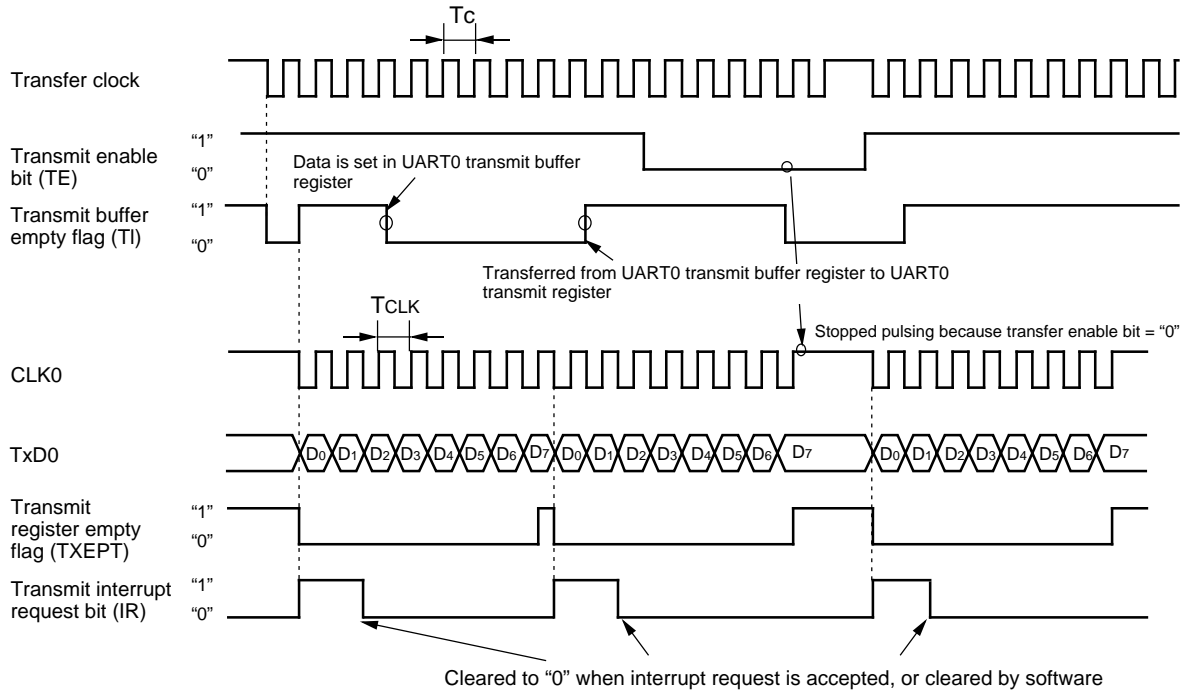 Tc
Transfer clock
Transmit enable
bit (TE)
“1”
“0”
Data is set in UART0 transmit buffer
register
Transmit buffer
empty flag (TI)
“1”
“0”
Transferred from UART0 transmit buffer register to UART0
transmit register
TCLK
Stopped pulsing because transfer enable bit = “0”
CLK0
TxD0
D0 D1 D2 D3 D4 D5 D6 D7 D0 D1 D2 D3 D4 D5 D6 D7 D0 D1 D2 D3 D4 D5 D6 D7
Transmit
register empty
flag (TXEPT)
“1”
“0”
Transmit interrupt
request bit (IR)
“1”
“0”
Cleared to “0” when interrupt request is accepted, or cleared by software